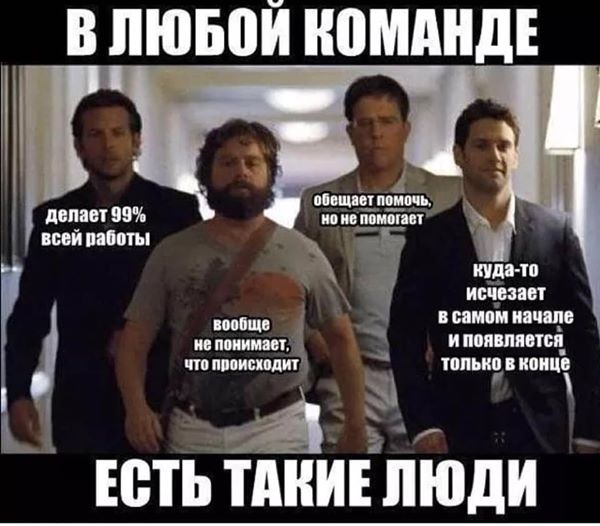 В ЛЮБОЙ КОМАНДЕ
делает 99%
всей работы
вообще
не понимает,
что происходит
обещает помочь,
но не помогает
куда-то
исчезает
в самом начале
и появляется
только в конце
ЕСТЬ ТАКИЕ ЛЮДИ